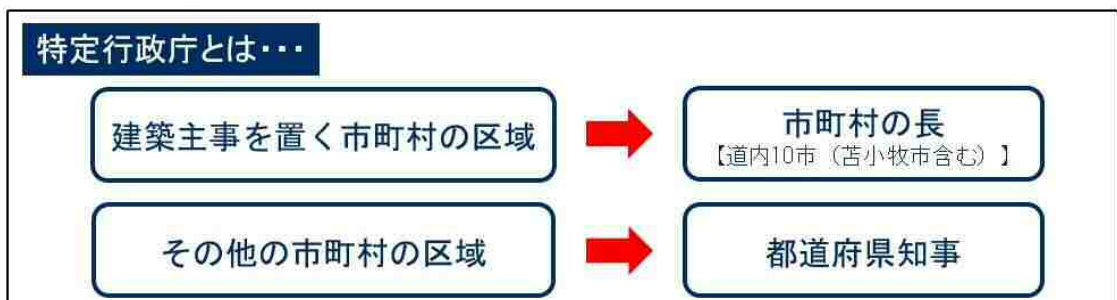 特定行政庁とは・・・
建築主事を置く市町村の区域
市町村の長
【道内10市（苫小牧市含む）】
その他の市町村の区域
都道府県知事